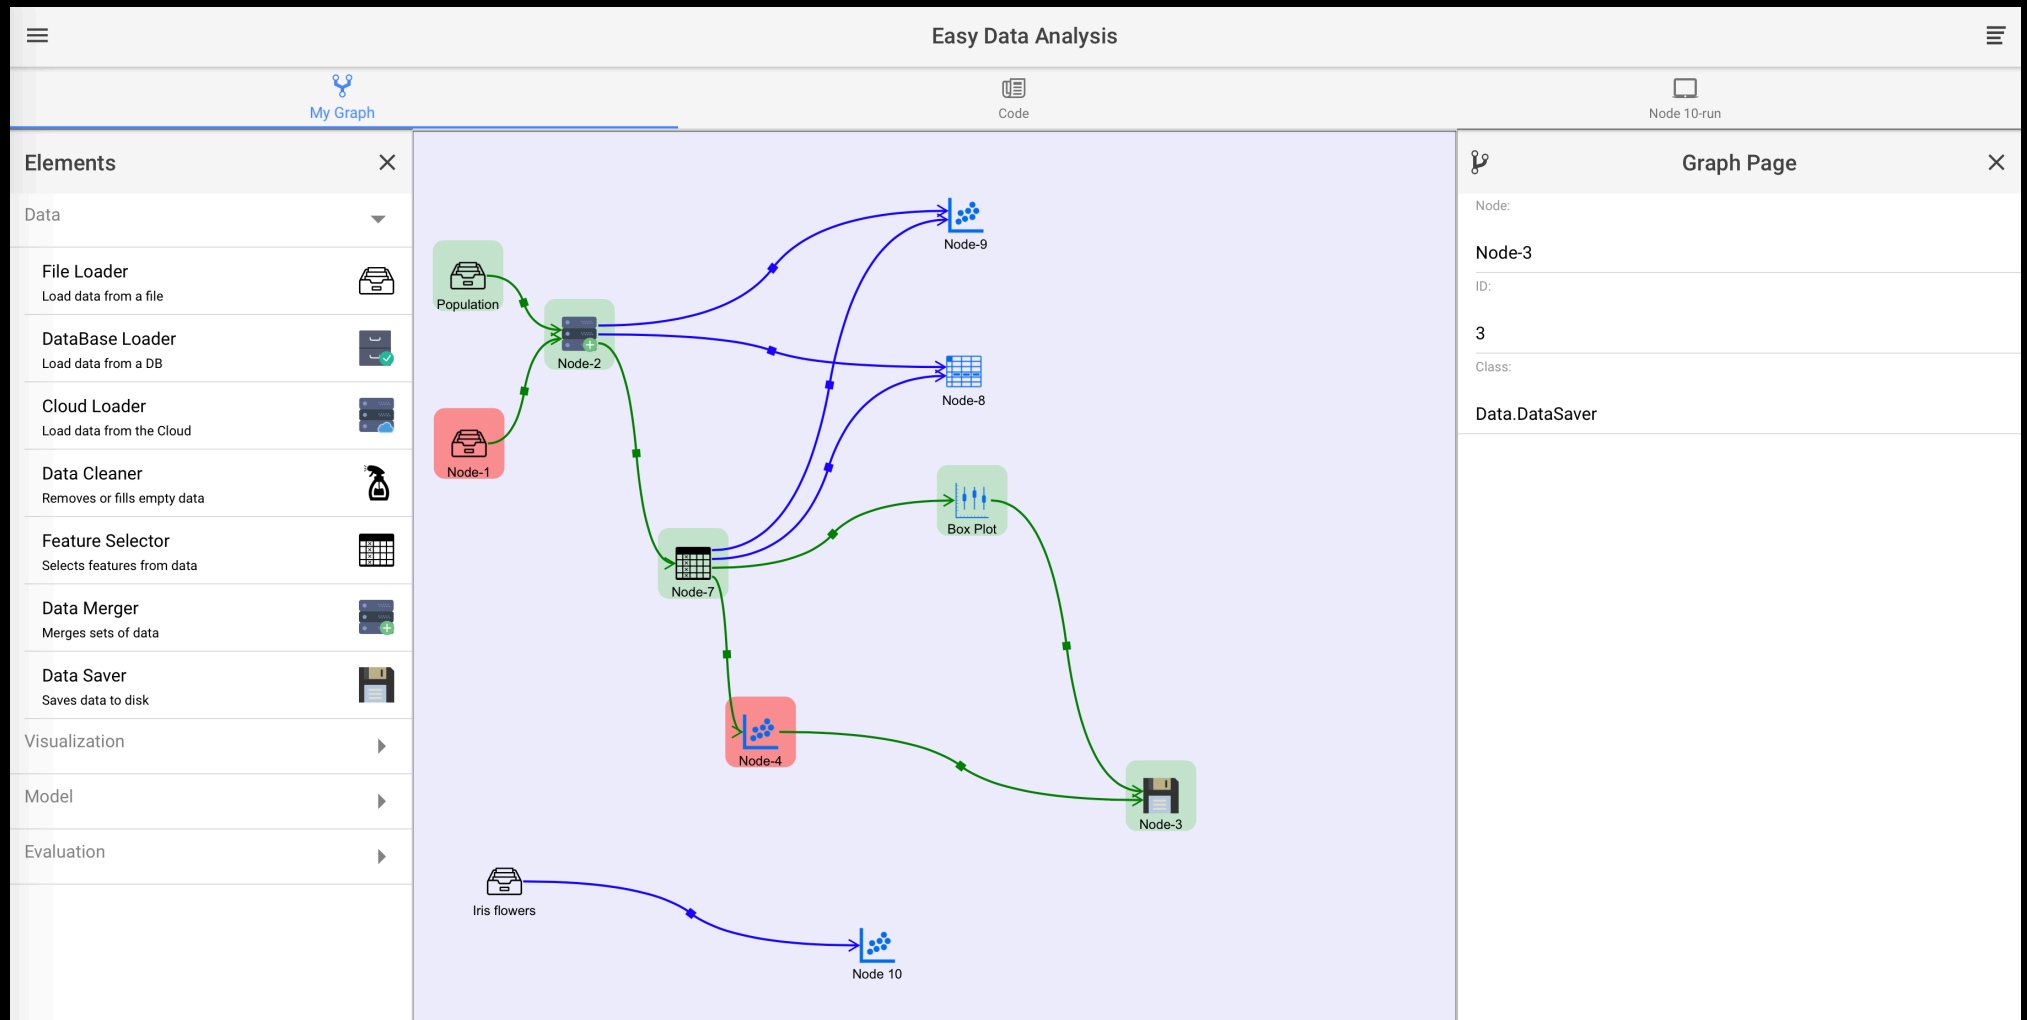 Easy Data Analysis
My Graph
Code
Node 10-run
Elements
Data
File Loader
Load data from a file
DataBase Loader
Load data from a DB
Cloud Loader
Load data from the Cloud
Data Cleaner
Removes or fills empty data
Feature Selector
Selects features from data
Data Merger
Merges sets of data
Data Saver
Saves data to disk
Visualization
Model
Evaluation
Node-9
Population
Node-2
Node-8
Node-1
Box Plot
Node-7
Node-4
Node-3
Iris flowers
Node 10
Graph Page
Node:
Node-3
ID:
3
Class:
Data.DataSaver